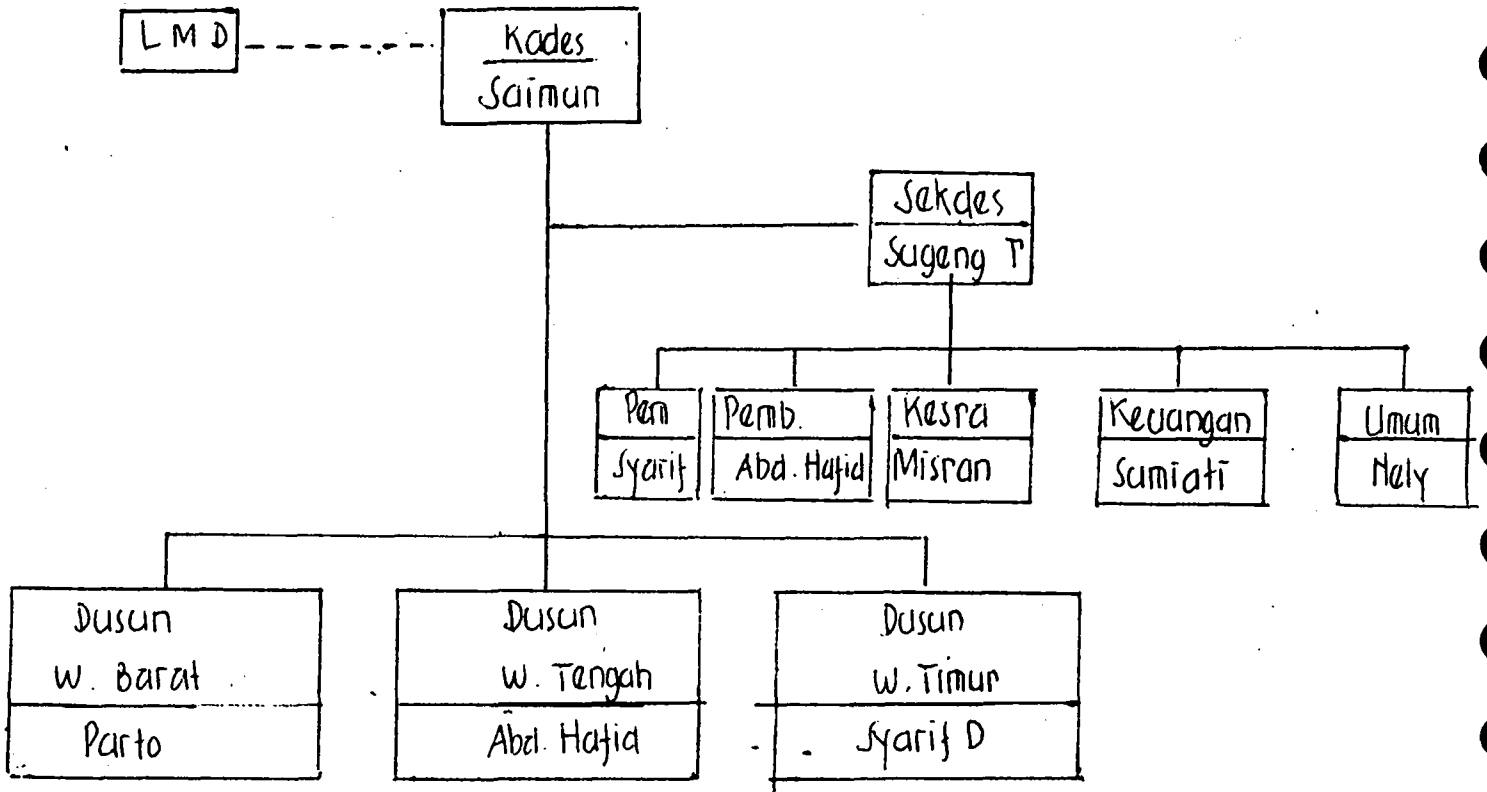 L M D
Kades
Saimun
Sekdes
Sugeng T
Pem
Syarif
Pemb.
Abd. Hafid
Kesra
Misran
Keuangan
Sumiati
Umum
Nely
Dusun
W. Barat
Parto
Dusun
W. Tengah
Abd. Hafid
Dusun
W. Timur
Syarif D